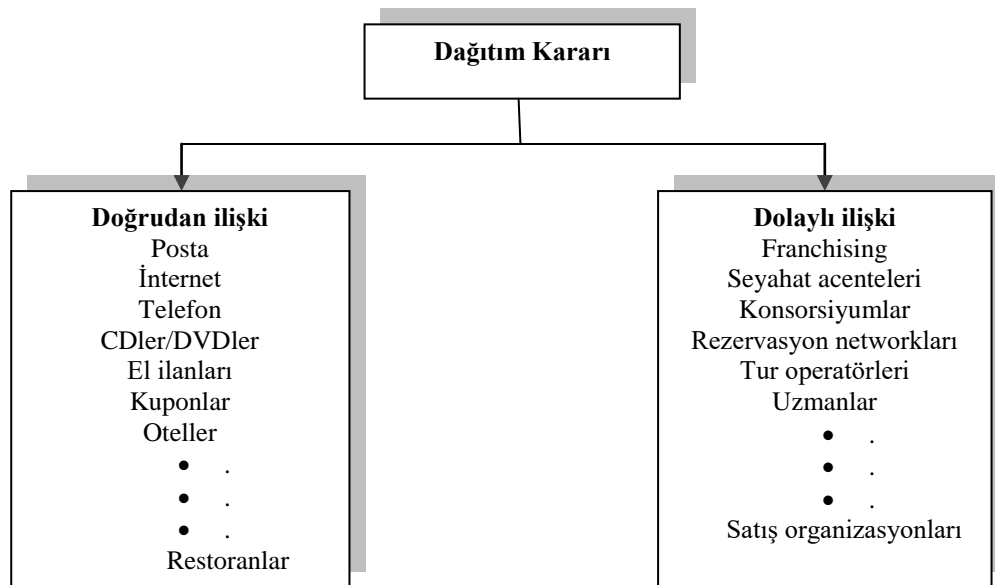 Dağıtım Kararı
Doğrudan ilişki
Posta
İnternet
Telefon
CDler/DVDler
El ilanları
Kuponlar
Oteller
• .
• .
• .
Restoranlar
Dolaylı ilişki
Franchising
Seyahat acenteleri
Konsorsiyumlar
Rezervasyon networkları
Tur operatörleri
Uzmanlar
• .
• .
• .
Satış organizasyonları